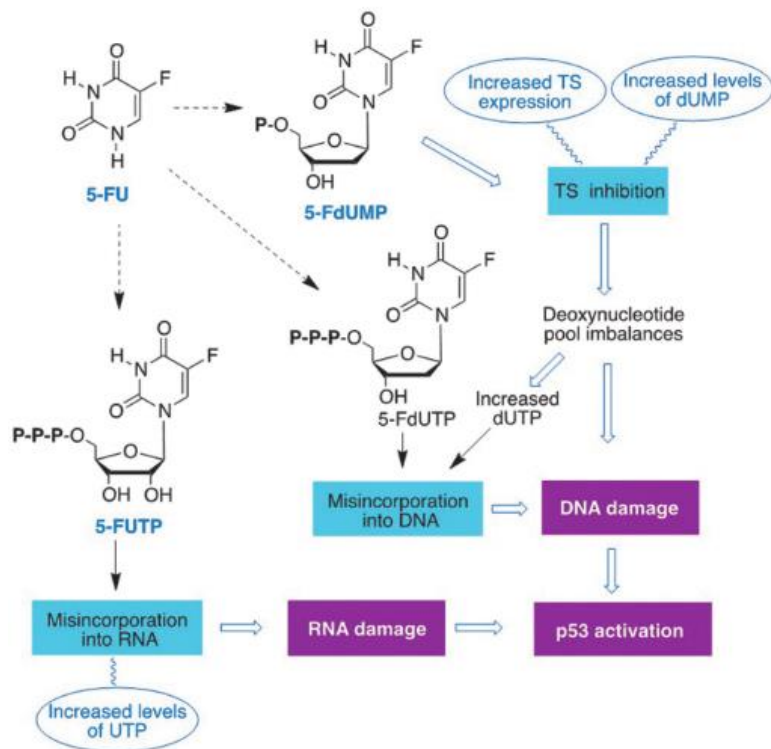 O
F
H
N
O
N
H
5-FU
O
H
F
N
O
N
P-O
O
OH
5-FdUMP
Increased TS
expression
Increased levels
of dUMP
TS inhibition
O
H
F
N
O
N
P-P-P-O
O
OH
5-FdUTP
Deoxynucleotide
pool imbalances
Increased
dUTP
O
H
F
N
O
N
P-P-P-O
O
OH OH
5-FUTP
Misincorporation
into DNA
DNA damage
Misincorporation
into RNA
RNA damage
p53 activation
Increased levels
of UTP